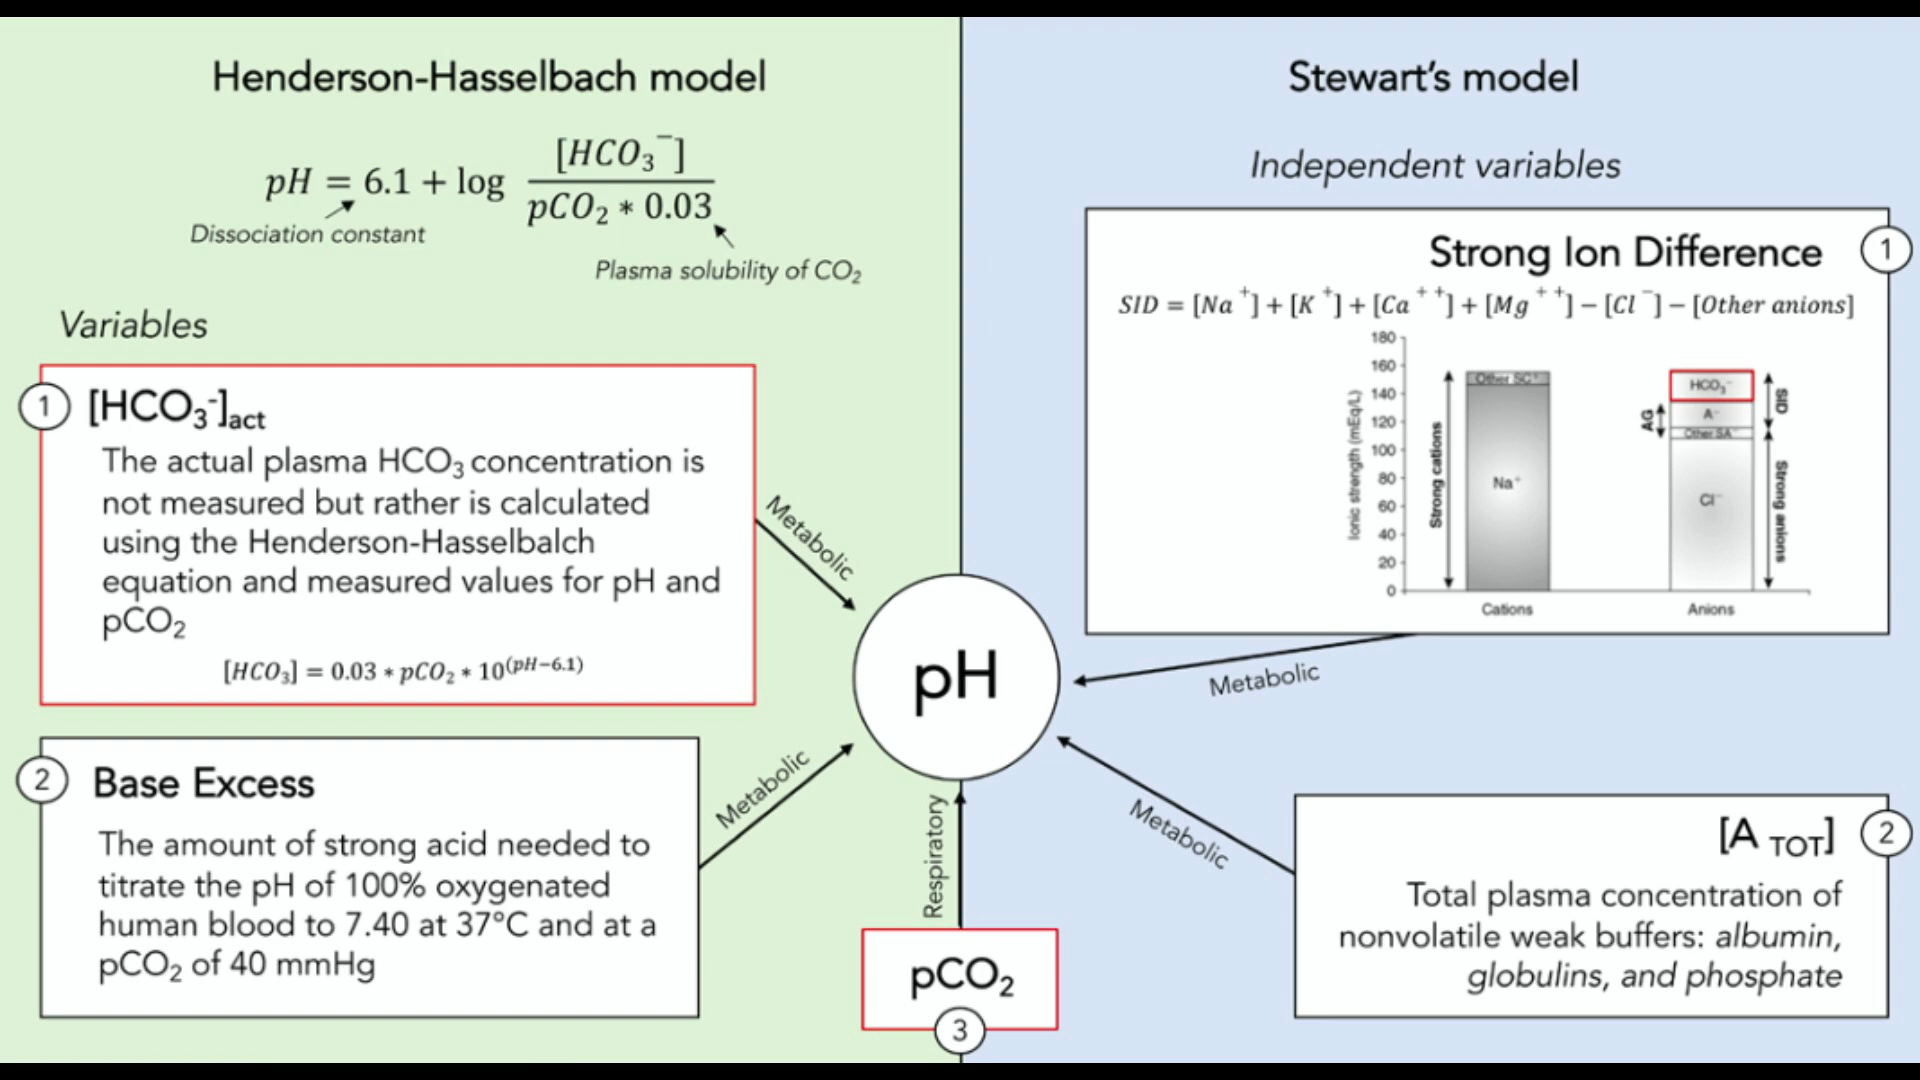 Henderson-Hasselbach model
pH = 6.1 + log [HCO₃⁻] / pCO₂ * 0.03
Dissociation constant
Plasma solubility of CO₂
Variables
1
[HCO₃⁻]act
The actual plasma HCO₃ concentration is
not measured but rather is calculated
using the Henderson-Hasselbalch
equation and measured values for pH and
pCO₂
[HCO₃] = 0.03 * pCO₂ * 10^(pH−6.1)
Metabolic
2
Base Excess
The amount of strong acid needed to
titrate the pH of 100% oxygenated
human blood to 7.40 at 37°C and at a
pCO₂ of 40 mmHg
Metabolic
pH
Respiratory
pCO₂
3
Stewart's model
Independent variables
Strong Ion Difference
1
SID = [Na⁺] + [K⁺] + [Ca⁺⁺] + [Mg⁺⁺] − [Cl⁻] − [Other anions]
Ionic strength (mEq/L)
180
160
140
120
100
80
60
40
20
0
Strong cations
Other SC⁺
Na⁺
Cations
AG
HCO₃⁻
A⁻
Other SA⁻
Cl⁻
SID
Strong anions
Anions
Metabolic
Metabolic
[A TOT]
2
Total plasma concentration of
nonvolatile weak buffers: albumin,
globulins, and phosphate